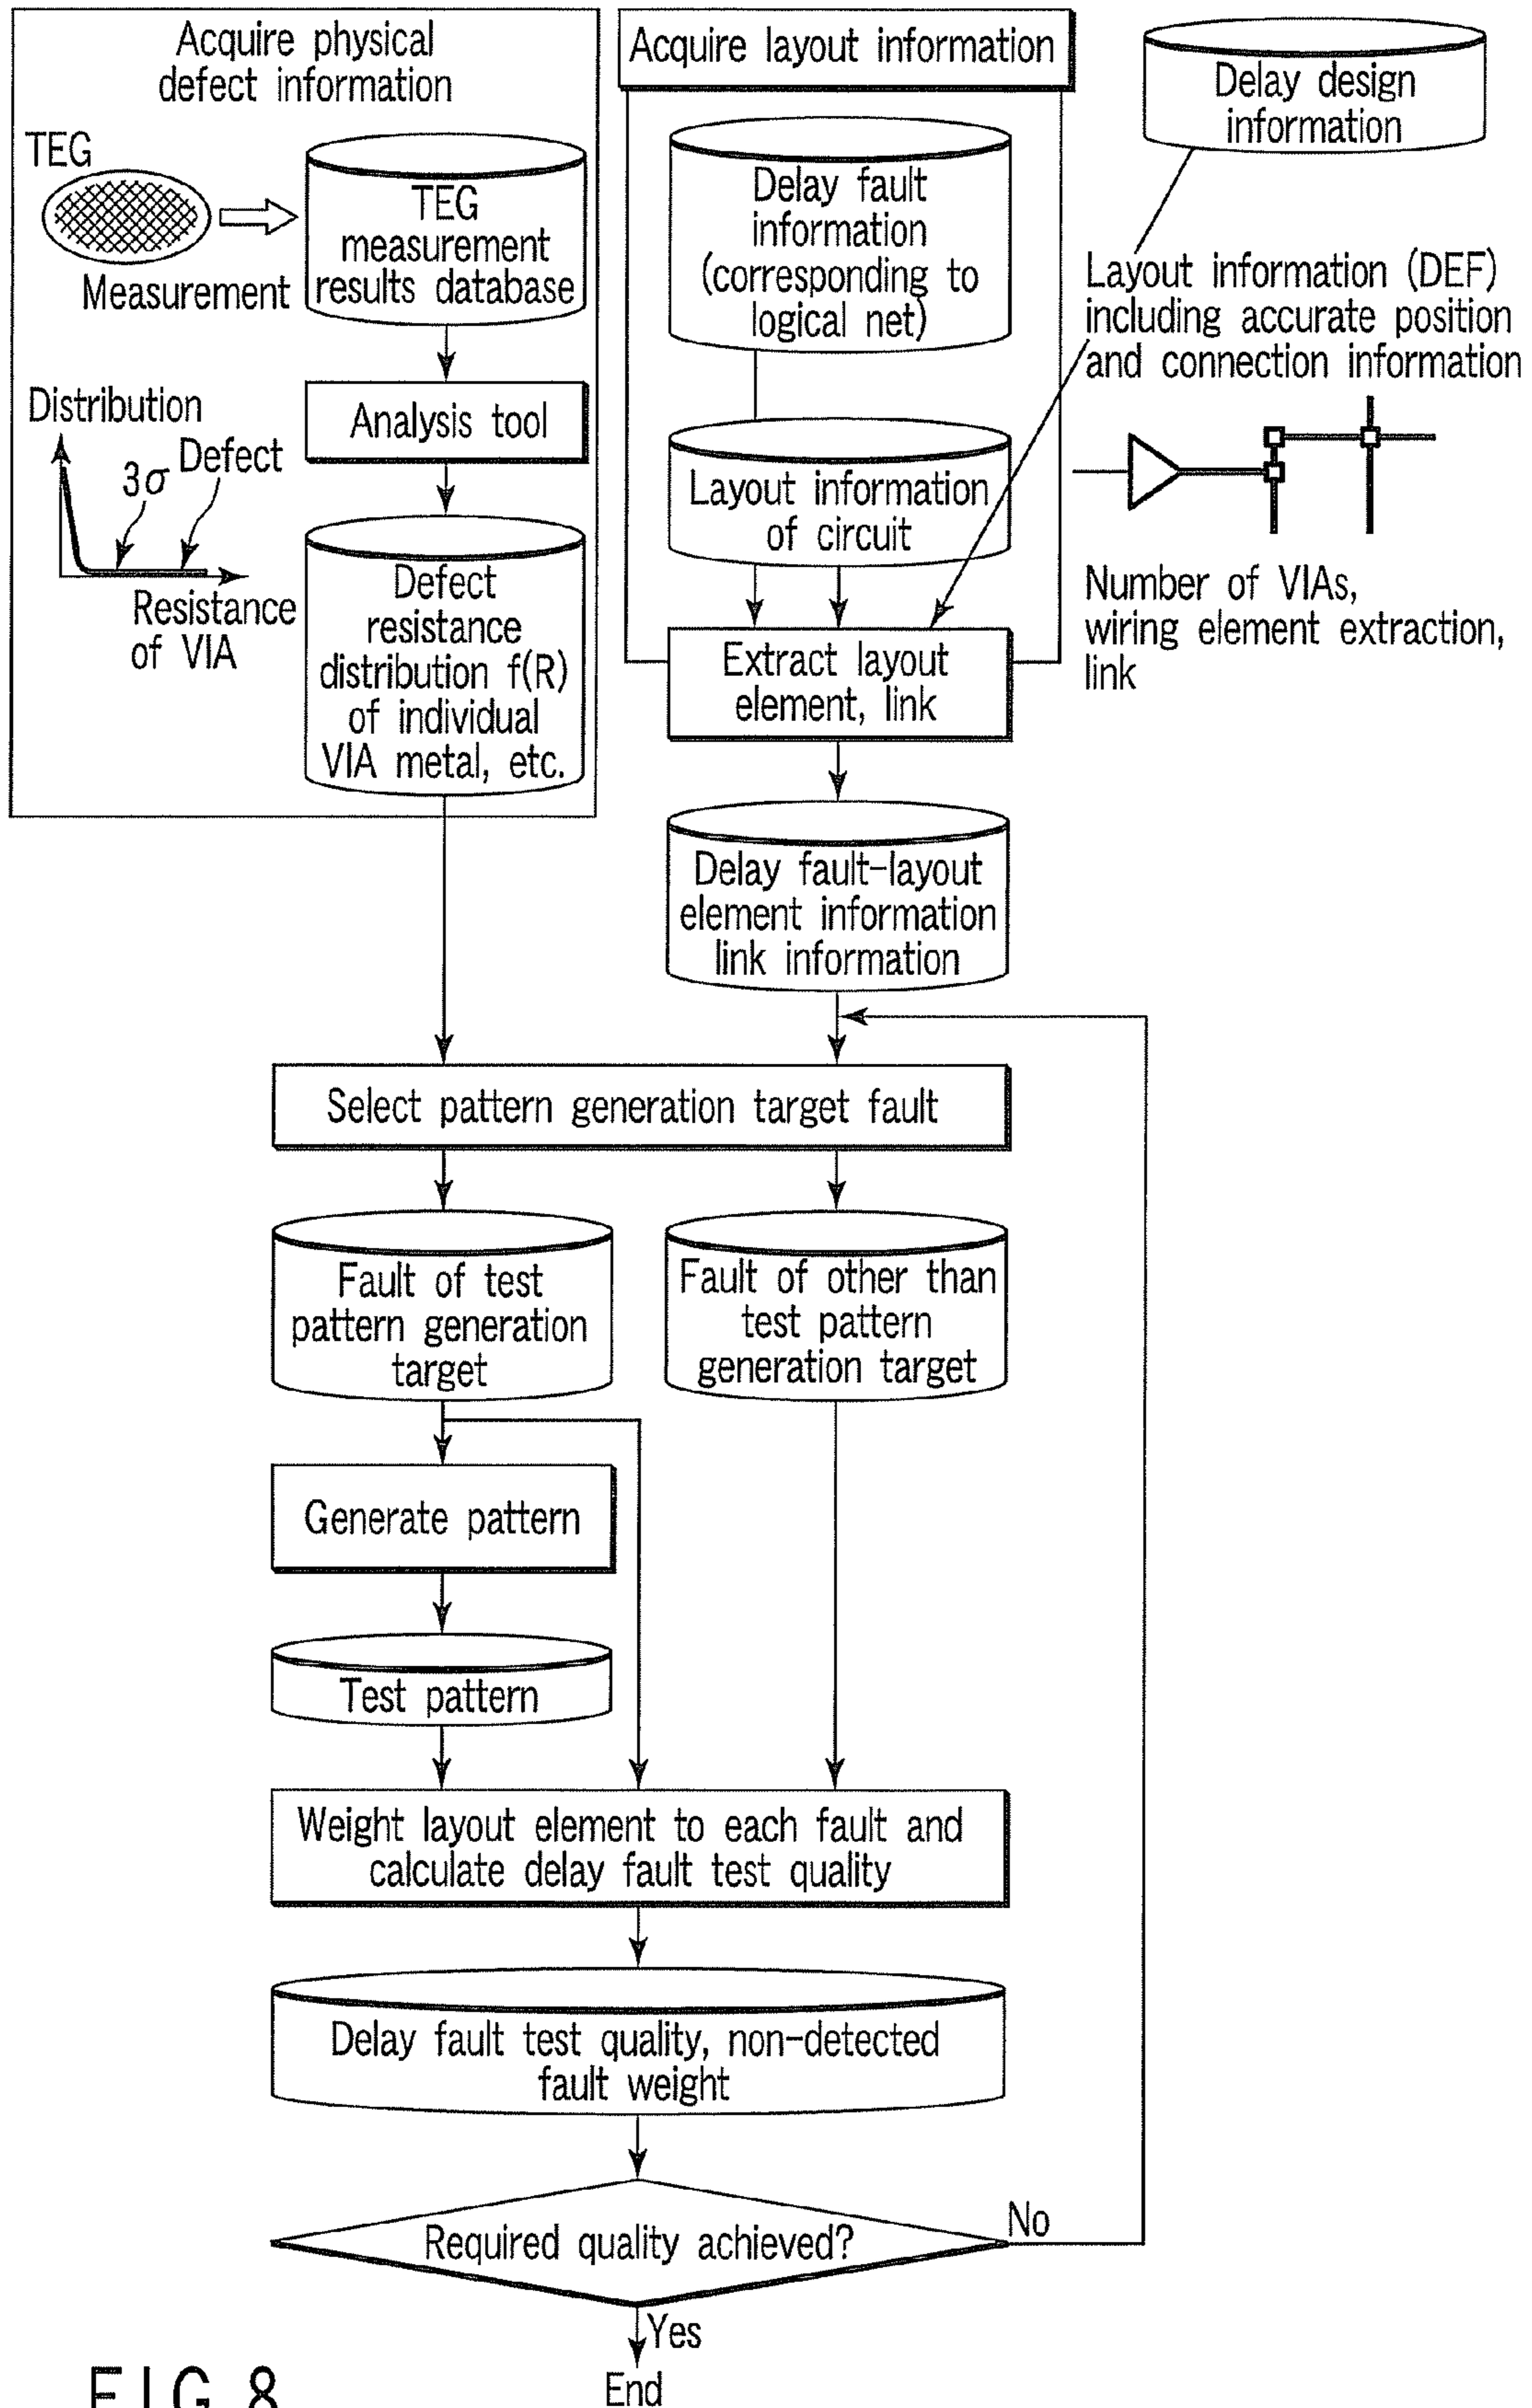 Acquire physical
defect information
TEG
Measurement
TEG
measurement
results database
Analysis tool
Distribution
3σ
Defect
Resistance
of VIA
Defect
resistance
distribution f(R)
of individual
VIA metal, etc.
Acquire layout information
Delay fault
information
(corresponding to
logical net)
Layout information
of circuit
Extract layout
element, link
Delay design
information
Layout information (DEF)
including accurate position
and connection information
Number of VIAs,
wiring element extraction,
link
Delay fault-layout
element information
link information
Select pattern generation target fault
Fault of test
pattern generation
target
Fault of other than
test pattern
generation target
Generate pattern
Test pattern
Weight layout element to each fault and
calculate delay fault test quality
Delay fault test quality, non-detected
fault weight
Required quality achieved?
No
Yes
End
FIG. 8